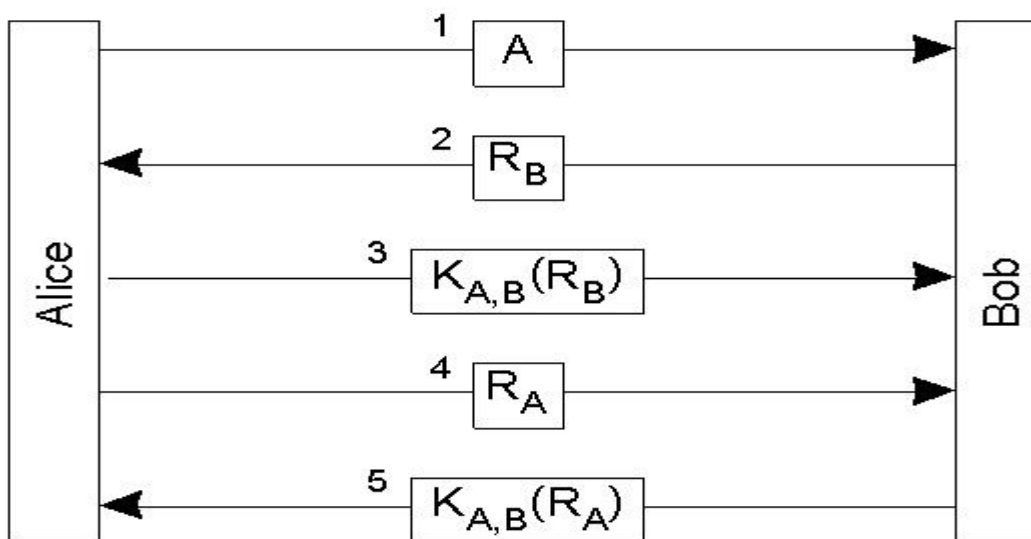 Alice
Bob
1
A
2
R_B
3
K_A,B(R_B)
4
R_A
5
K_A,B(R_A)